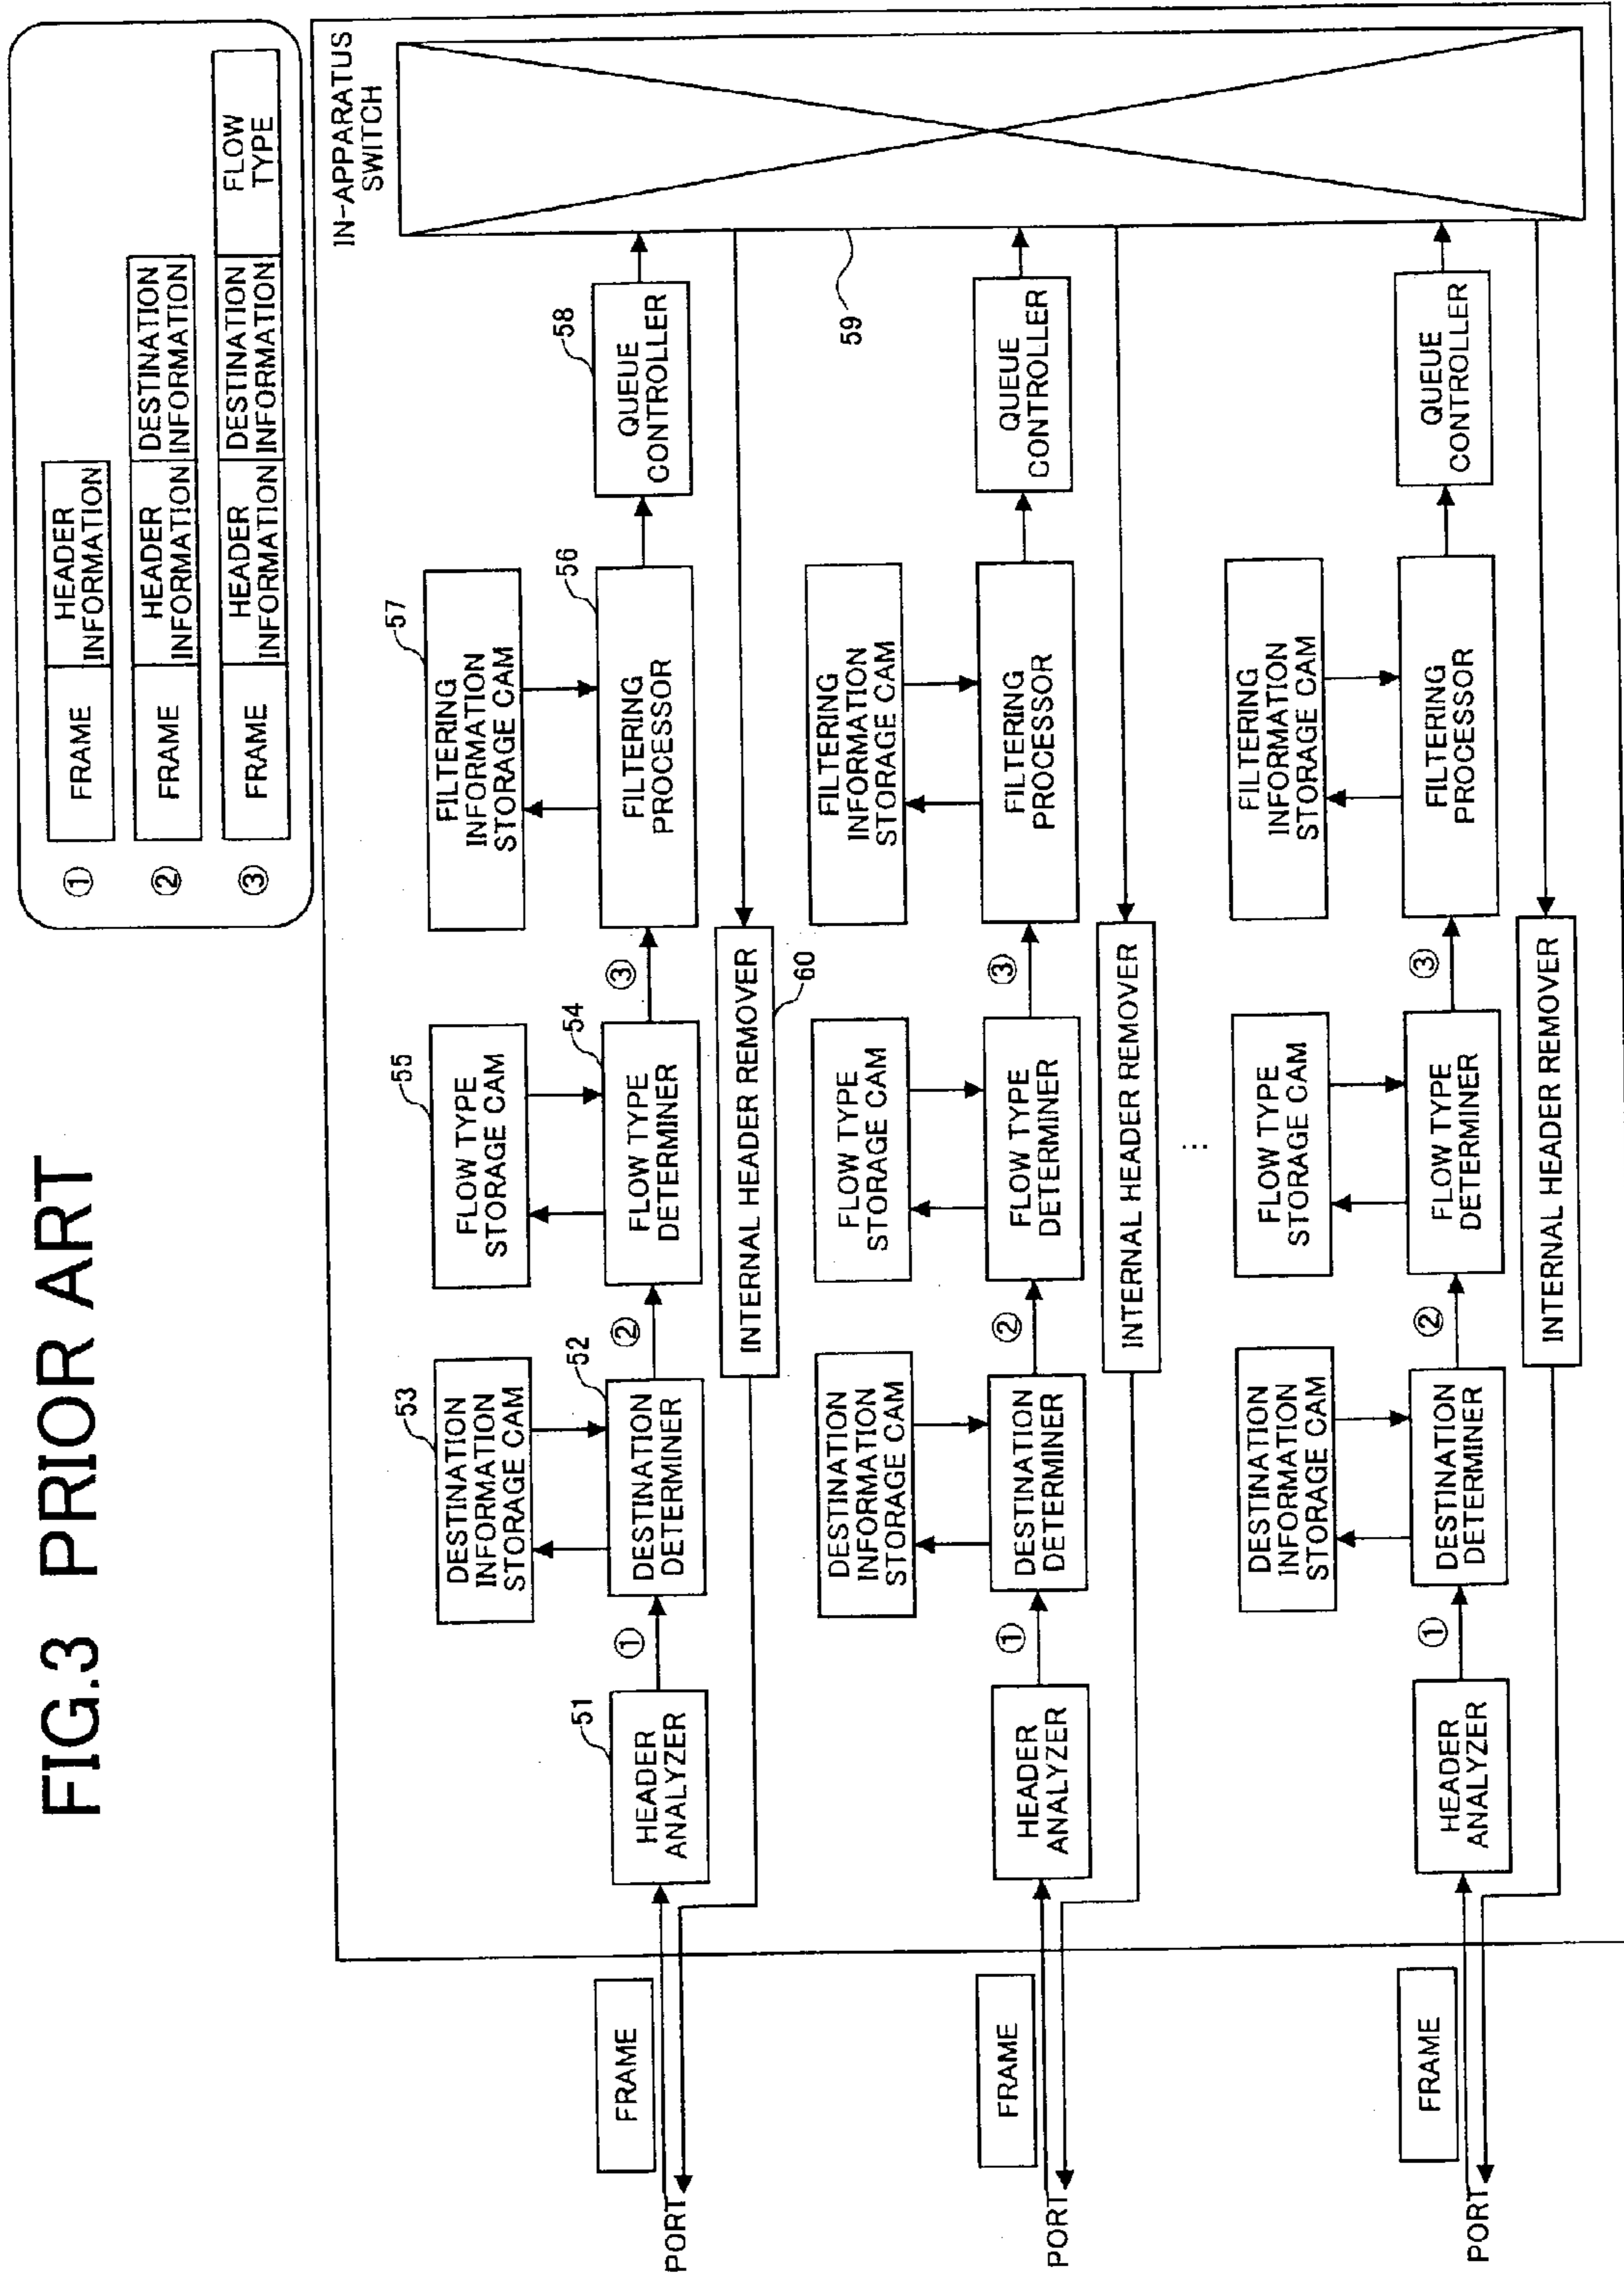 FIG.3 PRIOR ART
① FRAME HEADER INFORMATION
② FRAME HEADER INFORMATION DESTINATION INFORMATION
③ FRAME HEADER INFORMATION DESTINATION INFORMATION FLOW TYPE
IN-APPARATUS
SWITCH
59
53
DESTINATION
INFORMATION
STORAGE CAM
55
FLOW TYPE
STORAGE CAM
57
FILTERING
INFORMATION
STORAGE CAM
PORT
FRAME
51
HEADER
ANALYZER
①
52
DESTINATION
DETERMINER
②
54
FLOW TYPE
DETERMINER
③
56
FILTERING
PROCESSOR
58
QUEUE
CONTROLLER
INTERNAL HEADER REMOVER
60
DESTINATION
INFORMATION
STORAGE CAM
FLOW TYPE
STORAGE CAM
FILTERING
INFORMATION
STORAGE CAM
PORT
FRAME
HEADER
ANALYZER
①
DESTINATION
DETERMINER
②
FLOW TYPE
DETERMINER
③
FILTERING
PROCESSOR
QUEUE
CONTROLLER
INTERNAL HEADER REMOVER
...
DESTINATION
INFORMATION
STORAGE CAM
FLOW TYPE
STORAGE CAM
FILTERING
INFORMATION
STORAGE CAM
PORT
FRAME
HEADER
ANALYZER
①
DESTINATION
DETERMINER
②
FLOW TYPE
DETERMINER
③
FILTERING
PROCESSOR
QUEUE
CONTROLLER
INTERNAL HEADER REMOVER